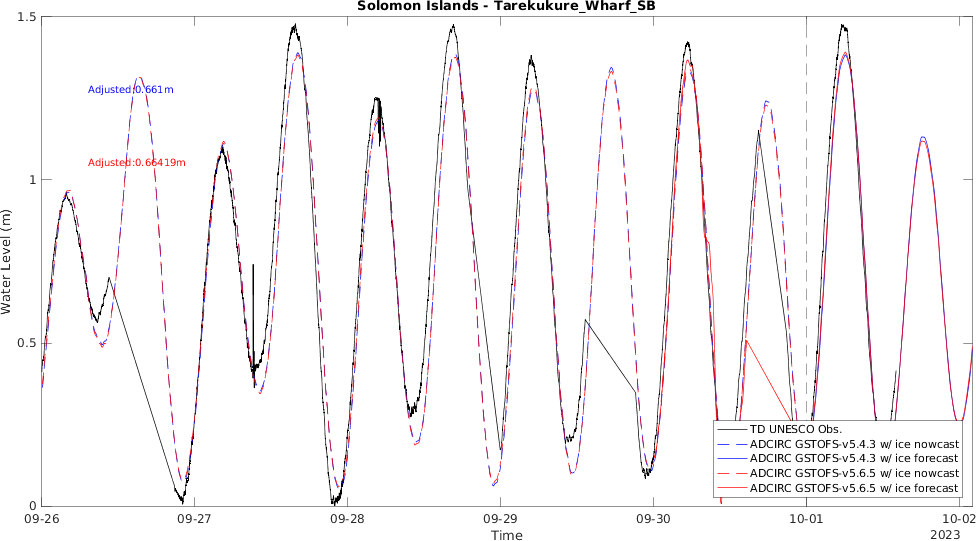 Solomon Islands - Tarekukure_Wharf_SB
1.5
Adjusted:0.661m
Adjusted:0.66419m
1
Water Level (m)
0.5
TD UNESCO Obs.
ADCIRC GSTOFS-v5.4.3 w/ ice nowcast
ADCIRC GSTOFS-v5.4.3 w/ ice forecast
ADCIRC GSTOFS-v5.6.5 w/ ice nowcast
ADCIRC GSTOFS-v5.6.5 w/ ice forecast
0
09-26 09-27 09-28 09-29 09-30 10-01 10-02
Time
2023